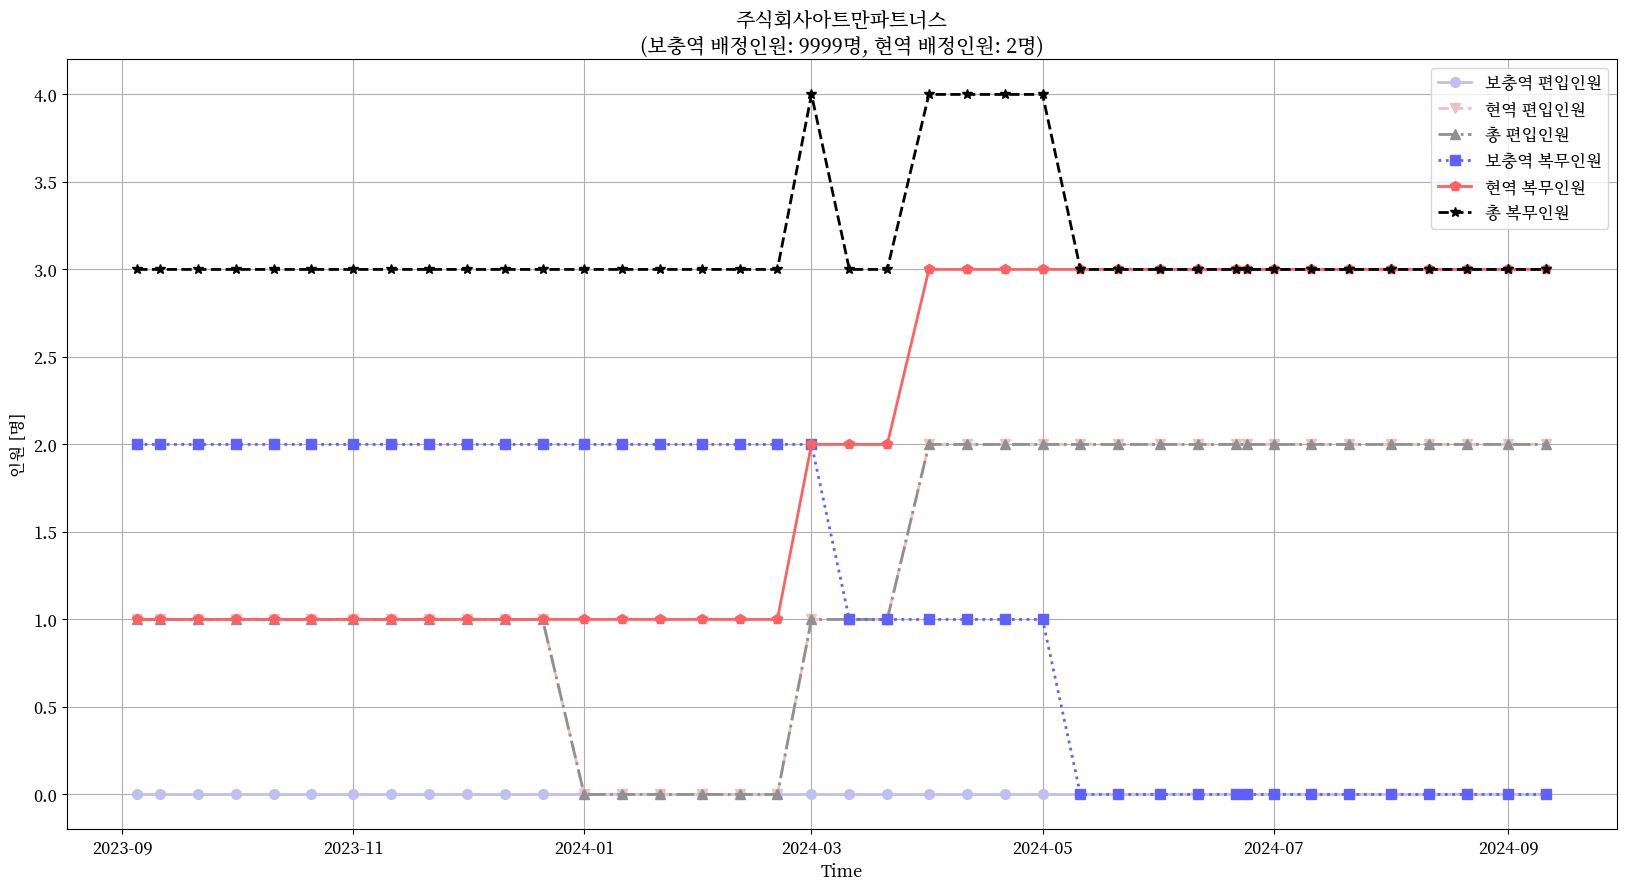 주식회사아트만파트너스
(보충역 배정인원: 9999명, 현역 배정인원: 2명)
보충역 편입인원
현역 편입인원
총 편입인원
보충역 복무인원
현역 복무인원
총 복무인원
인원 [명]
4.0
3.5
3.0
2.5
2.0
1.5
1.0
0.5
0.0
2023-09
2023-11
2024-01
2024-03
2024-05
2024-07
2024-09
Time